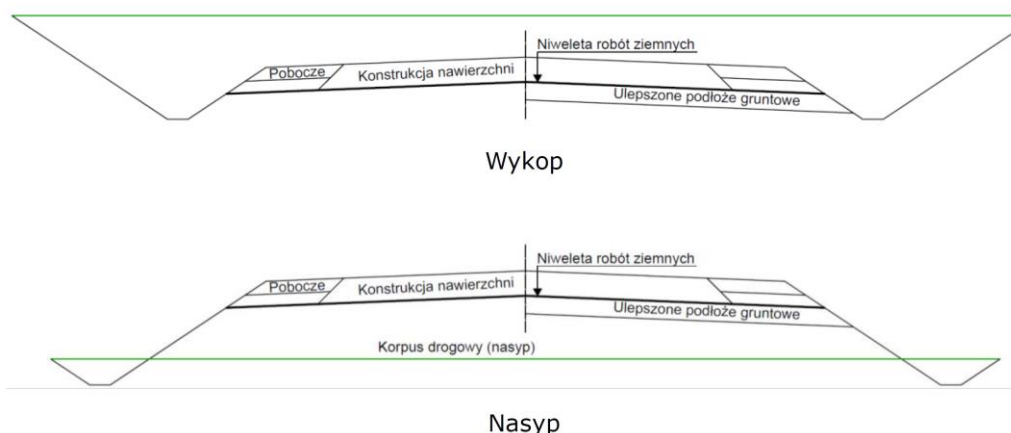 Niweleta robót ziemnych
Pobocze
Konstrukcja nawierzchni
Ulepszone podłoże gruntowe
Wykop
Niweleta robót ziemnych
Pobocze
Konstrukcja nawierzchni
Ulepszone podłoże gruntowe
Korpus drogowy (nasyp)
Nasyp